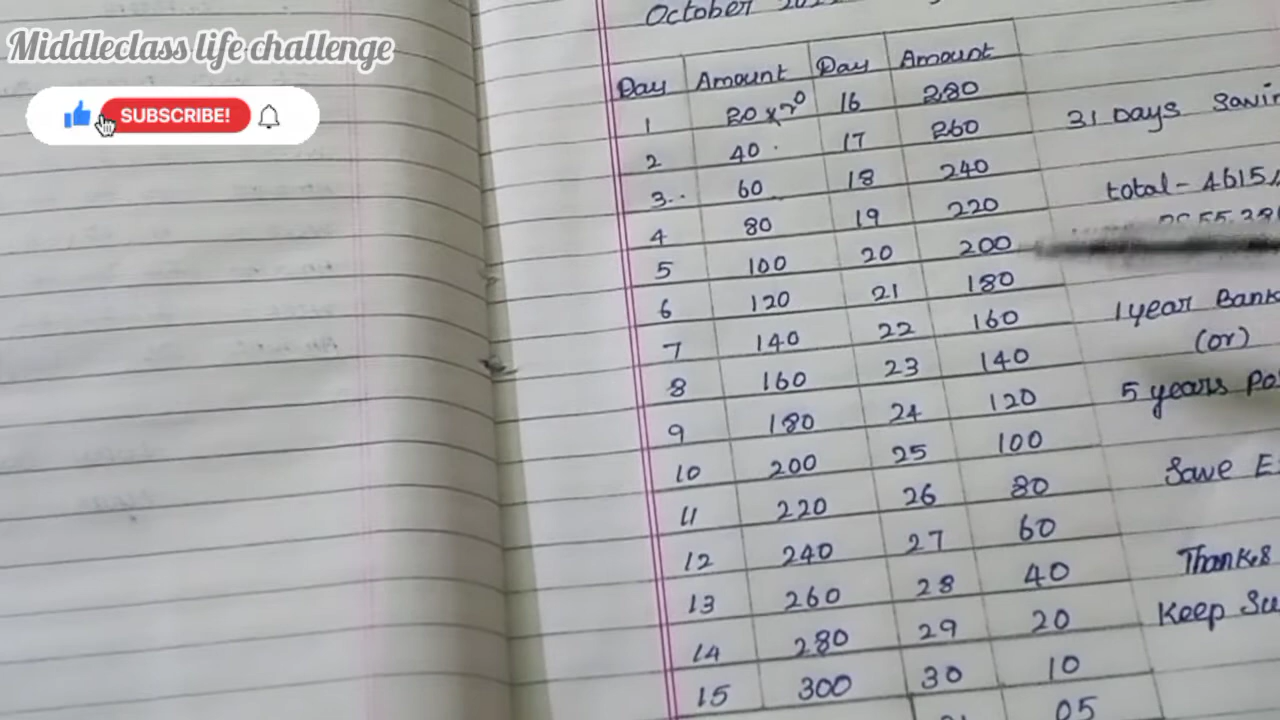 Middleclass life challenge
SUBSCRIBE!
October
Day Amount Day Amount
1 20 16 280
2 40 17 260
3 60 18 240
4 80 19 220
5 100 20 200
6 120 21 180
7 140 22 160
8 160 23 140
9 180 24 120
10 200 25 100
11 220 26 80
12 240 27 60
13 260 28 40
14 280 29 20
15 300 30 10
05
31 Days
total - 4615
1 year Bank
(or)
5 years
Save
Thanks
Keep